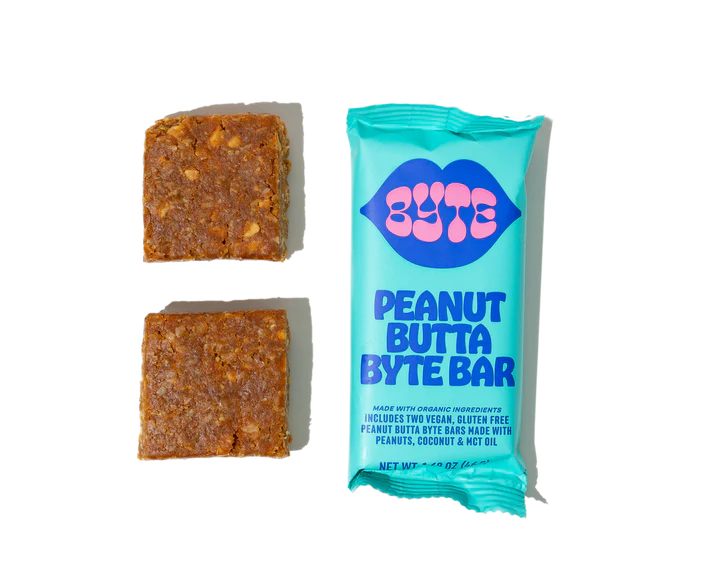 BYTE
PEANUT
BUTTA
BYTE BAR
MADE WITH ORGANIC INGREDIENTS
INCLUDES TWO VEGAN, GLUTEN FREE
PEANUT BUTTA BYTE BARS MADE WITH
PEANUTS, COCONUT & MCT OIL
NET WT OZ